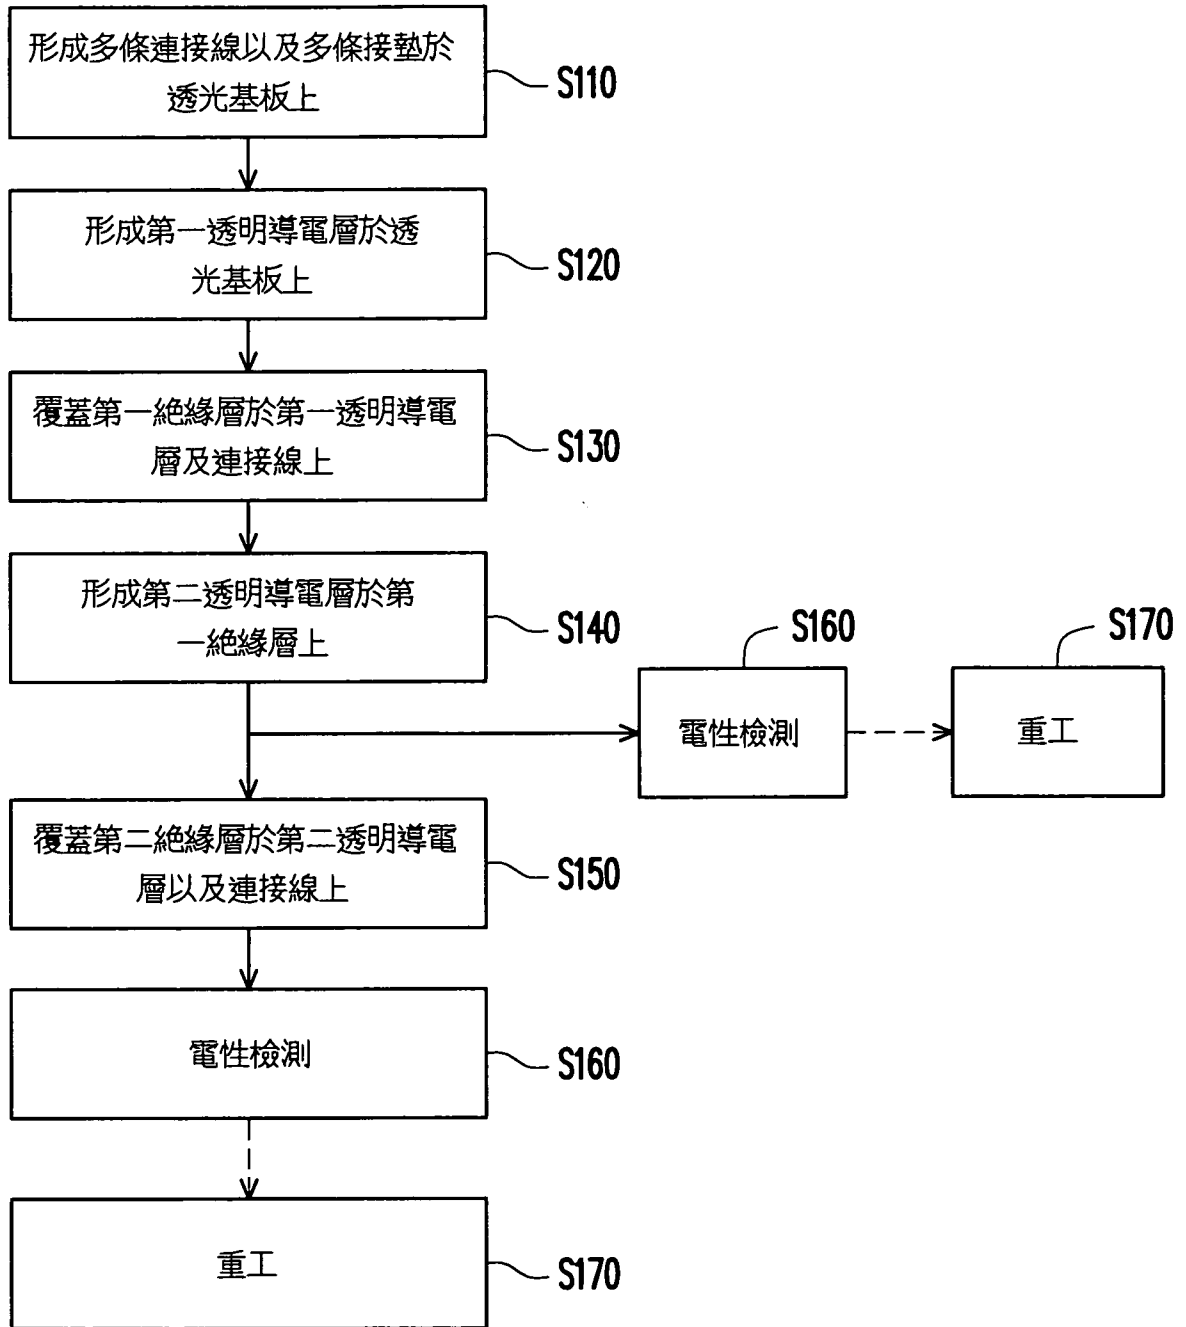 形成多條連接線以及多條接墊於
透光基板上
S110
形成第一透明導電層於透
光基板上
S120
覆蓋第一絕緣層於第一透明導電
層及連接線上
S130
形成第二透明導電層於第
一絕緣層上
S140
S160
電性檢測
S170
重工
覆蓋第二絕緣層於第二透明導電
層以及連接線上
S150
電性檢測
S160
重工
S170